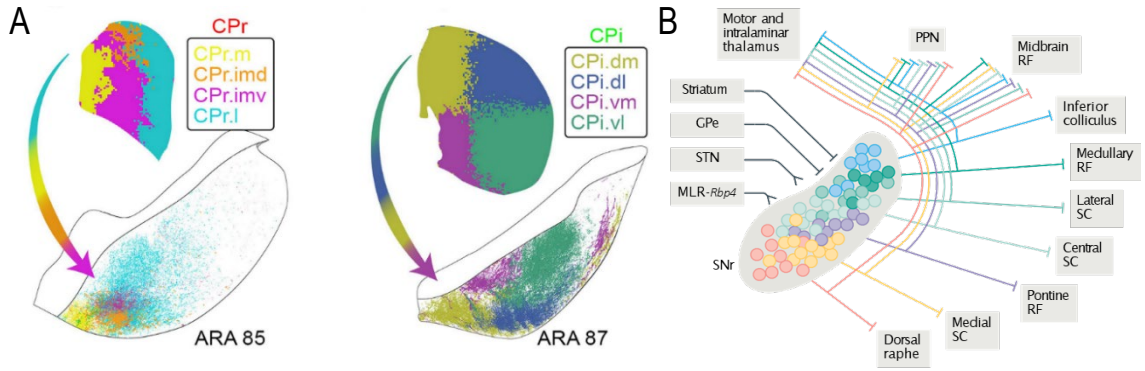 A
CPr
CPr.m
CPr.imd
CPr.imv
CPr.l
ARA 85
CPi
CPi.dm
CPi.dl
CPi.vm
CPi.vl
ARA 87
B
Motor and
intralaminar
thalamus
PPN
Midbrain
RF
Striatum
GPe
STN
MLR-Rbp4
SNr
Inferior
colliculus
Medullary
RF
Lateral
SC
Central
SC
Pontine
RF
Medial
SC
Dorsal
raphe